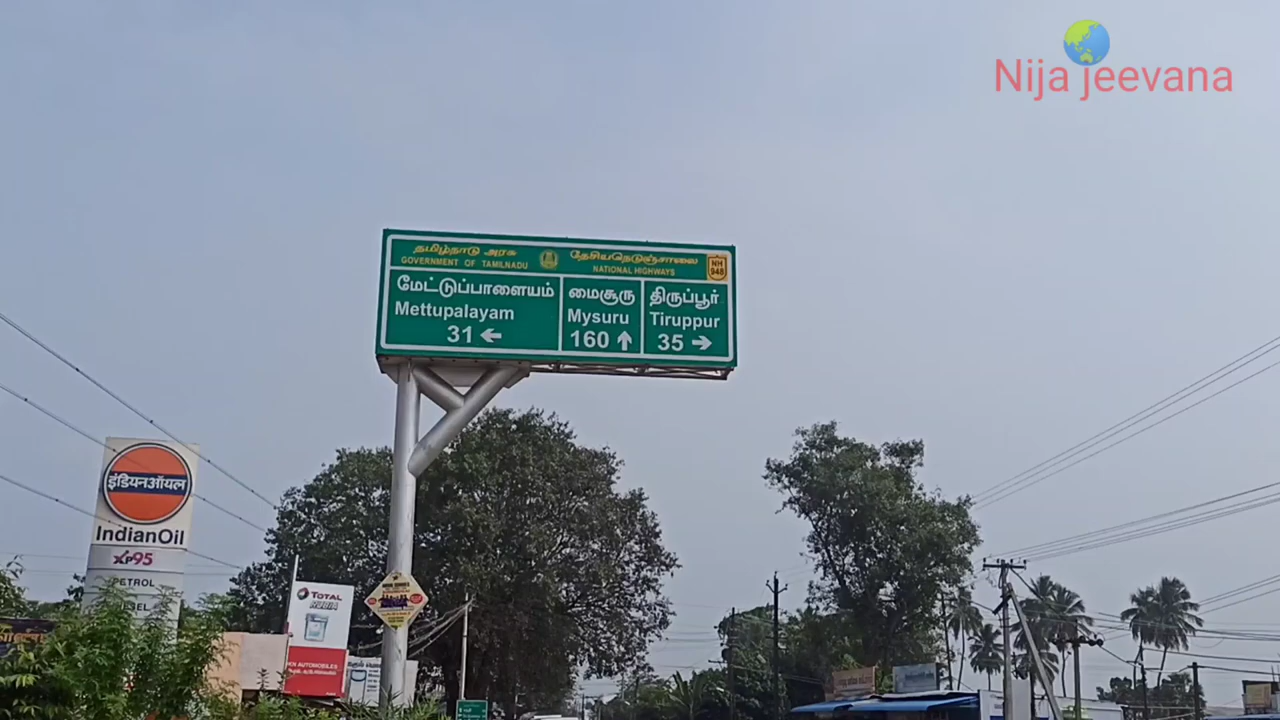 Nija jeevana
தமிழ்நாடு அரசு
GOVERNMENT OF TAMILNADU
தேசியநெடுஞ்சாலை
NATIONAL HIGHWAYS
NH
948
மேட்டுப்பாளையம்
Mettupalayam
31 ←
மைசூரு
Mysuru
160 ↑
திருப்பூர்
Tiruppur
35 →
इंडियनऑयल
IndianOil
XP95
PETROL
TOTAL
AUTOMOBILES